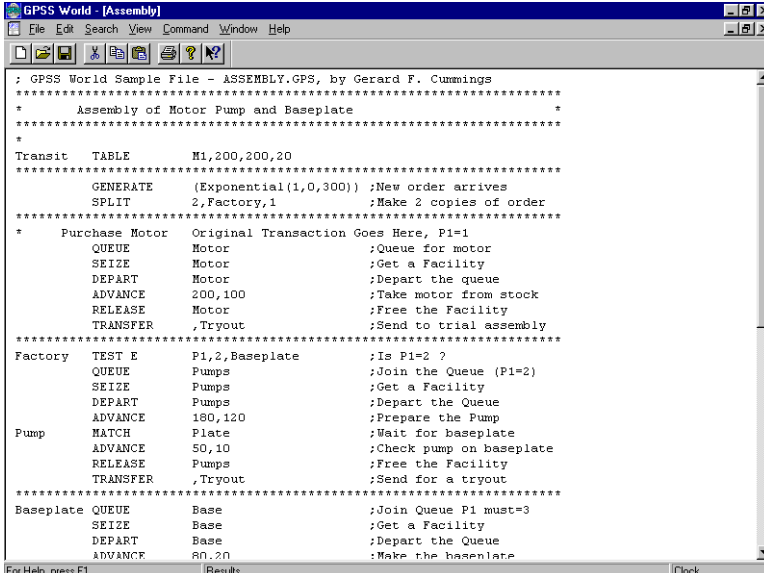 GPSS World - [Assembly]
File Edit Search View Command Window Help
; GPSS World Sample File - ASSEMBLY.GPS, by Gerard F. Cummings
***********************************************************************
* Assembly of Motor Pump and Baseplate *
***********************************************************************
*
Transit TABLE M1,200,200,20
***********************************************************************
GENERATE (Exponential(1,0,300)) ;New order arrives
SPLIT 2,Factory,1 ;Make 2 copies of order
***********************************************************************
* Purchase Motor Original Transaction Goes Here, P1=1
QUEUE Motor ;Queue for motor
SEIZE Motor ;Get a Facility
DEPART Motor ;Depart the queue
ADVANCE 200,100 ;Take motor from stock
RELEASE Motor ;Free the Facility
TRANSFER ,Tryout ;Send to trial assembly
***********************************************************************
Factory TEST E P1,2,Baseplate ;Is P1=2 ?
QUEUE Pumps ;Join the Queue (P1=2)
SEIZE Pumps ;Get a Facility
DEPART Pumps ;Depart the Queue
ADVANCE 180,120 ;Prepare the Pump
Pump MATCH Plate ;Wait for baseplate
ADVANCE 50,10 ;Check pump on baseplate
RELEASE Pumps ;Free the Facility
TRANSFER ,Tryout ;Send for a tryout
***********************************************************************
Baseplate QUEUE Base ;Join Queue P1 must=3
SEIZE Base ;Get a Facility
DEPART Base ;Depart the Queue
ADVANCE 80,20 ;Make the baseplate
For Help, press F1 Results Clock